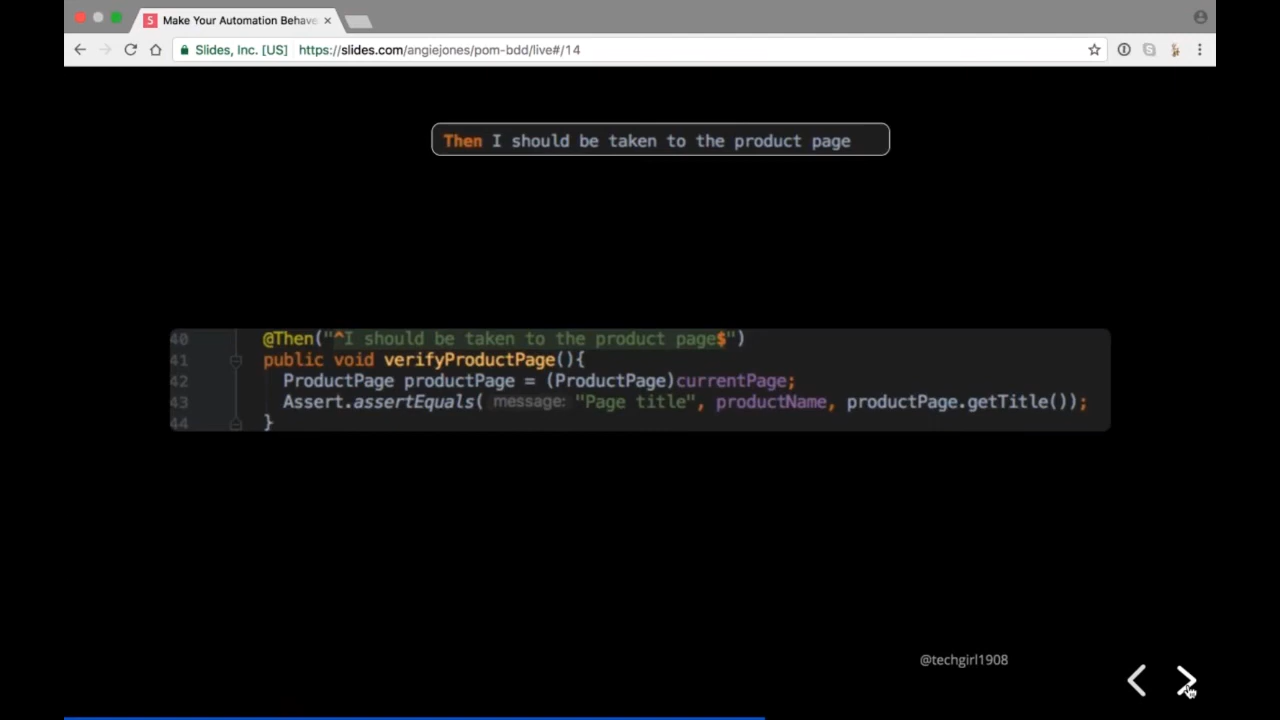 Make Your Automation Behave
Slides, Inc. [US] https://slides.com/angiejones/pom-bdd/live#/14
Then I should be taken to the product page
40 @Then("^I should be taken to the product page$")
41 public void verifyProductPage(){
42 ProductPage productPage = (ProductPage)currentPage;
43 Assert.assertEquals( message: "Page title", productName, productPage.getTitle());
44 }
@techgirl1908